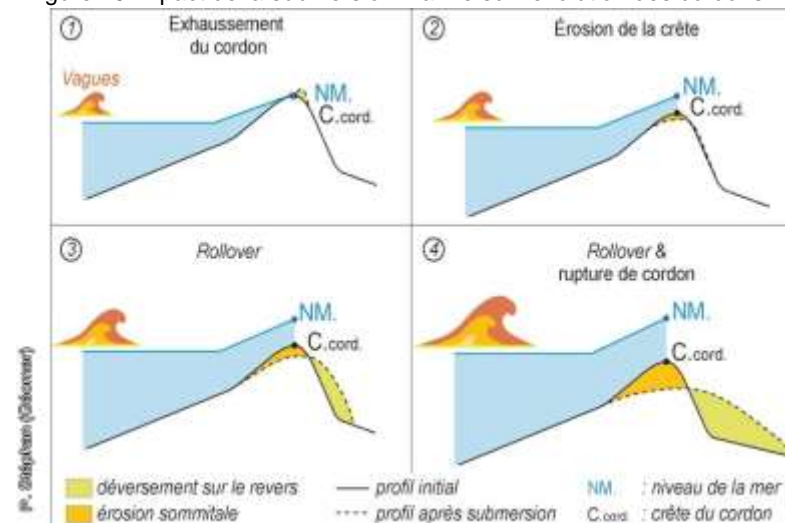 ①
Exhaussement
du cordon
Vagues
NM.
C.cord.
②
Érosion de la crête
NM.
C.cord.
③
Rollover
NM.
C.cord.
④
Rollover &
rupture de cordon
NM.
C.cord.
déversement sur le revers
profil initial
NM. : niveau de la mer
érosion sommitale
profil après submersion
C.cord. : crête du cordon
P. Stéphan (Géomer)